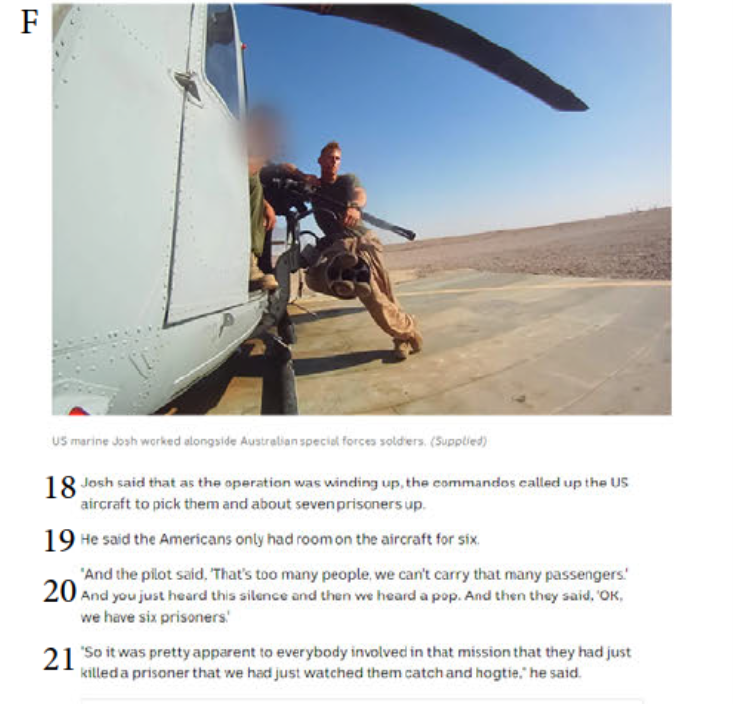 F
US marine Josh worked alongside Australian special forces soldiers. (Supplied)
18 Josh said that as the operation was winding up, the commandos called up the US
aircraft to pick them and about seven prisoners up.
19 He said the Americans only had room on the aircraft for six.
"And the pilot said, 'That's too many people, we can't carry that many passengers.'
20 And you just heard this silence and then we heard a pop. And then they said, 'OK,
we have six prisoners.'
21 "So it was pretty apparent to everybody involved in that mission that they had just
killed a prisoner that we had just watched them catch and hogtie," he said.